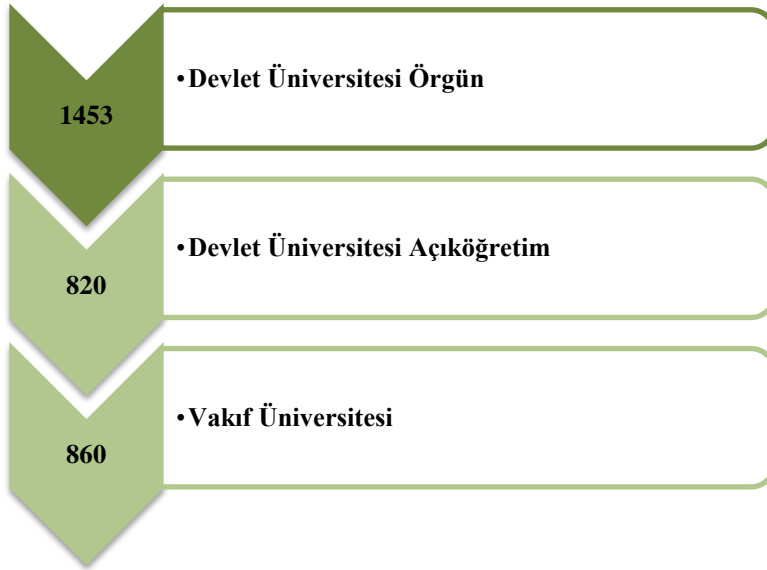 1453
•Devlet Üniversitesi Örgün
820
•Devlet Üniversitesi Açıköğretim
860
•Vakıf Üniversitesi